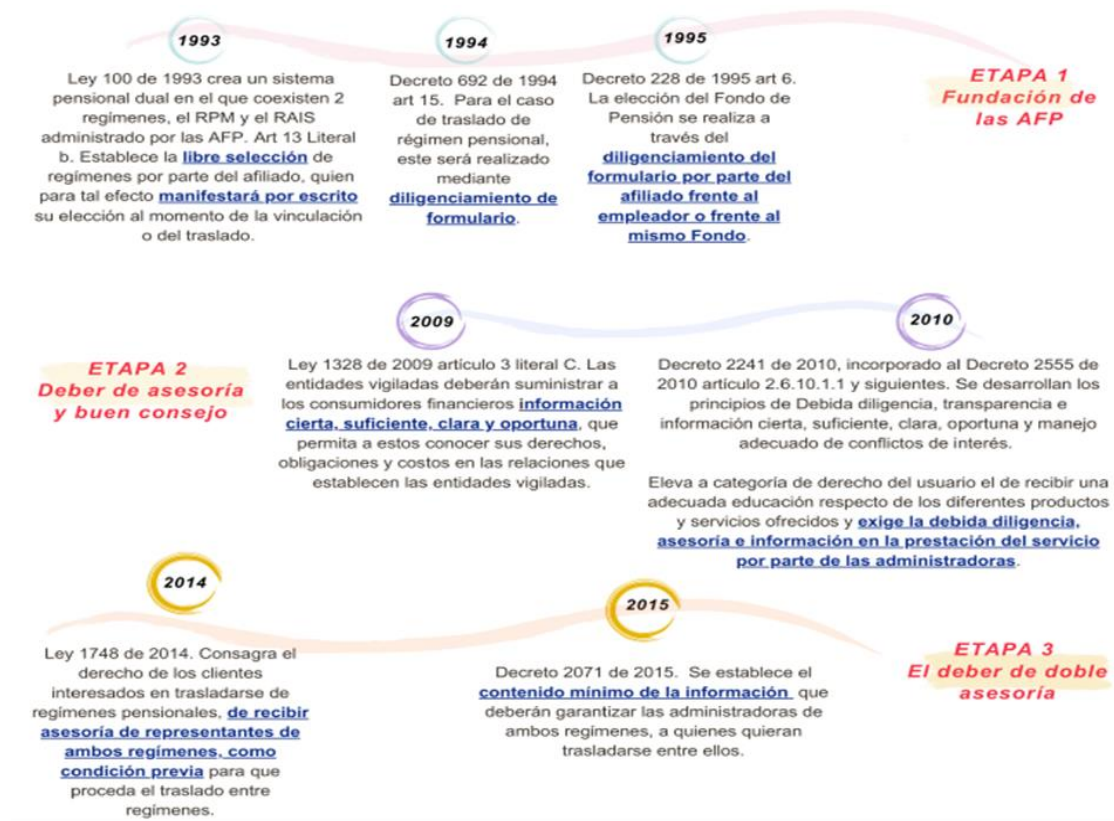 1993
Ley 100 de 1993 crea un sistema
pensional dual en el que coexisten 2
regímenes, el RPM y el RAIS
administrado por las AFP. Art 13 Literal
b. Establece la libre selección de
regímenes por parte del afiliado, quien
para tal efecto manifestará por escrito
su elección al momento de la vinculación
o del traslado.
1994
Decreto 692 de 1994
art 15. Para el caso
de traslado de
régimen pensional,
este será realizado
mediante
diligenciamiento de
formulario.
1995
Decreto 228 de 1995 art 6.
La elección del Fondo de
Pensión se realiza a
través del
diligenciamiento del
formulario por parte del
afiliado frente al
empleador o frente al
mismo Fondo.
ETAPA 1
Fundación de
las AFP
ETAPA 2
Deber de asesoría
y buen consejo
2009
Ley 1328 de 2009 artículo 3 literal C. Las
entidades vigiladas deberán suministrar a
los consumidores financieros información
cierta, suficiente, clara y oportuna, que
permita a estos conocer sus derechos,
obligaciones y costos en las relaciones que
establecen las entidades vigiladas.
2010
Decreto 2241 de 2010, incorporado al Decreto 2555 de
2010 artículo 2.6.10.1.1 y siguientes. Se desarrollan los
principios de Debida diligencia, transparencia e
información cierta, suficiente, clara, oportuna y manejo
adecuado de conflictos de interés.
Eleva a categoría de derecho del usuario el de recibir una
adecuada educación respecto de los diferentes productos
y servicios ofrecidos y exige la debida diligencia,
asesoría e información en la prestación del servicio
por parte de las administradoras.
2014
Ley 1748 de 2014. Consagra el
derecho de los clientes
interesados en trasladarse de
regímenes pensionales, de recibir
asesoría de representantes de
ambos regímenes, como
condición previa para que
proceda el traslado entre
regímenes.
2015
Decreto 2071 de 2015. Se establece el
contenido mínimo de la información que
deberán garantizar las administradoras de
ambos regímenes, a quienes quieran
trasladarse entre ellos.
ETAPA 3
El deber de doble
asesoría